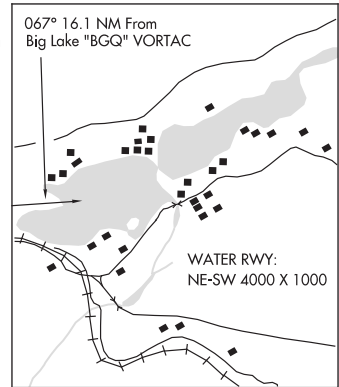 067° 16.1 NM From
Big Lake "BGQ" VORTAC
WATER RWY:
NE-SW 4000 X 1000